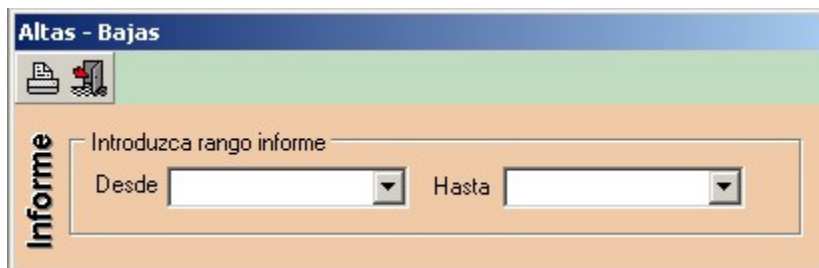 Altas - Bajas
Informe
Introduzca rango informe
Desde Hasta